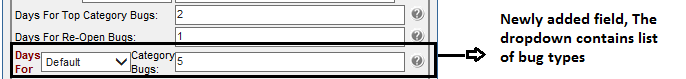 Days For Top Category Bugs: 2
Days For Re-Open Bugs: 1
Days For Default Category Bugs: 5
Newly added field, The
dropdown contains list
of bug types